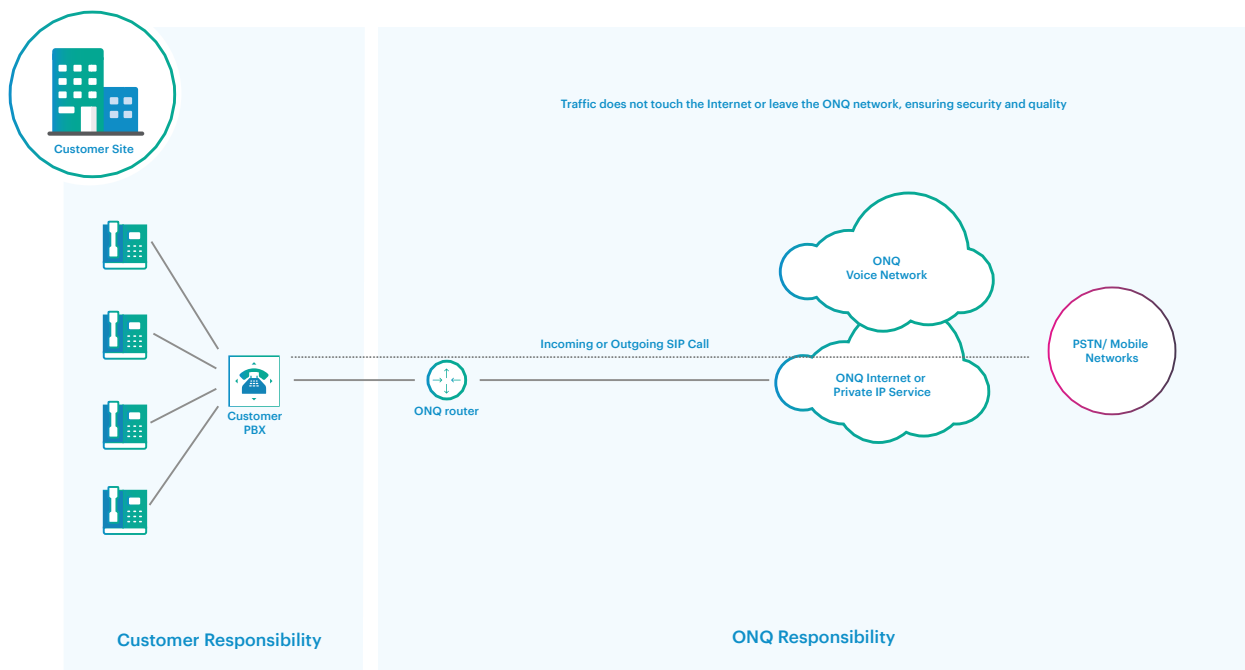 Traffic does not touch the Internet or leave the ONQ network, ensuring security and quality
Customer Site
ONQ
Voice Network
Incoming or Outgoing SIP Call
PSTN/ Mobile
Networks
ONQ Internet or
Private IP Service
Customer
PBX
ONQ router
Customer Responsibility
ONQ Responsibility